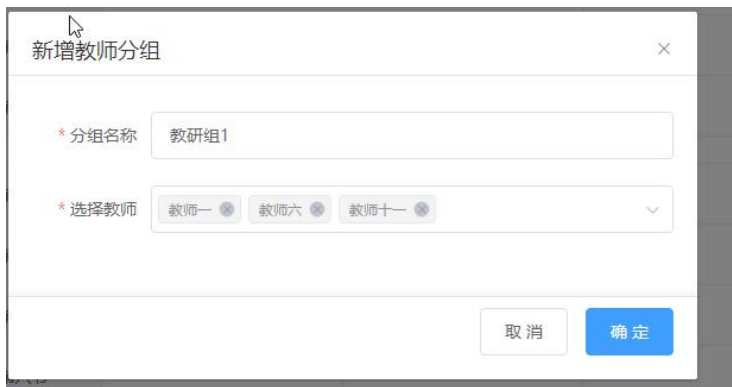 新增教师分组
* 分组名称 教研组1
* 选择教师 教师一 教师六 教师十一
取 消 确 定